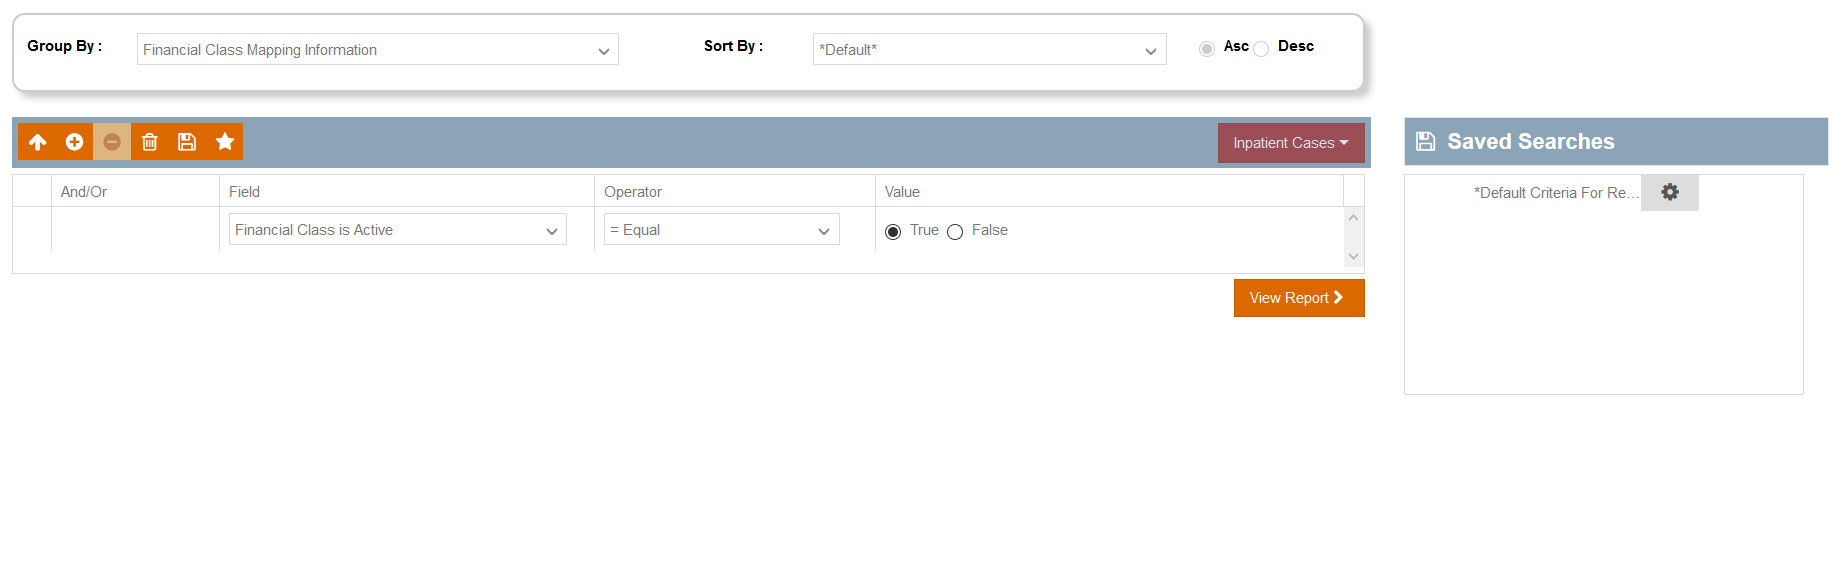 Group By :
Financial Class Mapping Information
Sort By :
*Default*
Asc
Desc
Inpatient Cases
Saved Searches
And/Or
Field
Operator
Value
*Default Criteria For Re...
Financial Class is Active
= Equal
True
False
View Report